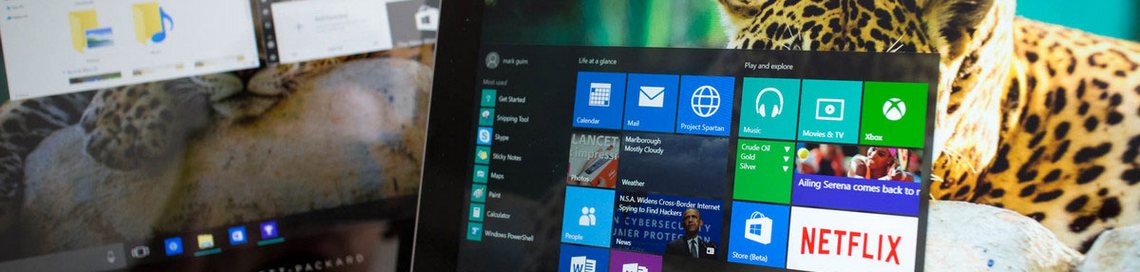 mark guim
Most used
Get Started
Snipping Tool
Skype
Sticky Notes
Maps
Paint
Calculator
Windows PowerShell
Life at a glance
Calendar
Mail
Project Spartan
LANCET
Photos
Marlborough
Mostly Cloudy
Weather
People
N.S.A. Widens Cross-Border Internet
Spying to Find Hackers
CYBERSECURITY
News
Play and explore
Music
Movies & TV
Xbox
Crude Oil
Gold
Silver
Ailing Serena comes back to
Store (Beta)
NETFLIX